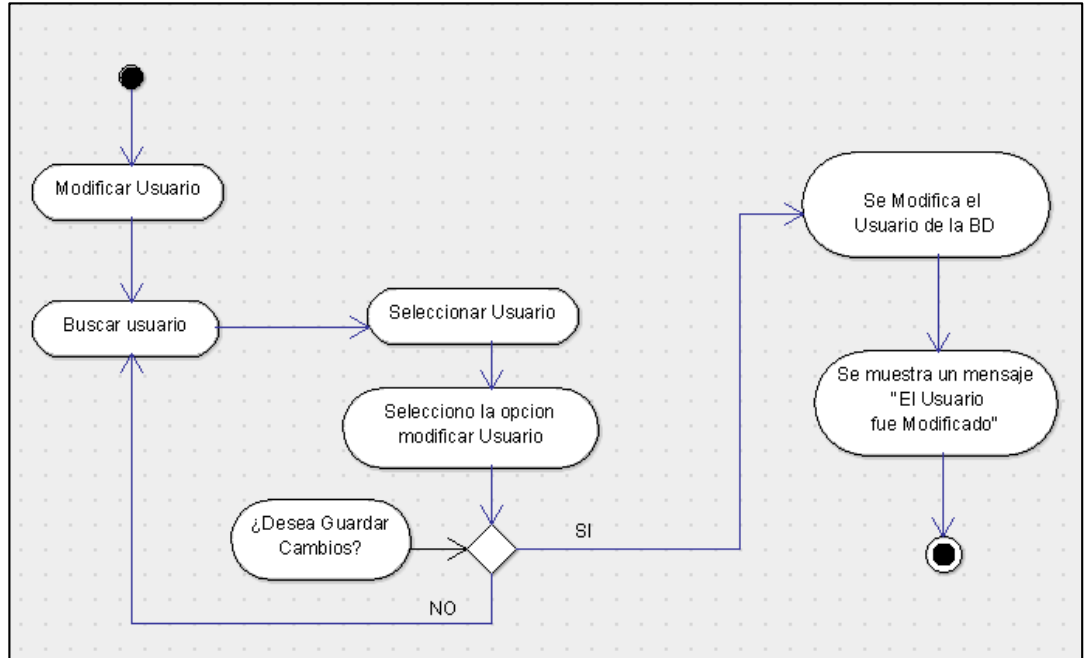 Modificar Usuario
Buscar usuario
Seleccionar Usuario
Selecciono la opcion
modificar Usuario
¿Desea Guardar
Cambios?
SI
NO
Se Modifica el
Usuario de la BD
Se muestra un mensaje
"El Usuario
fue Modificado"